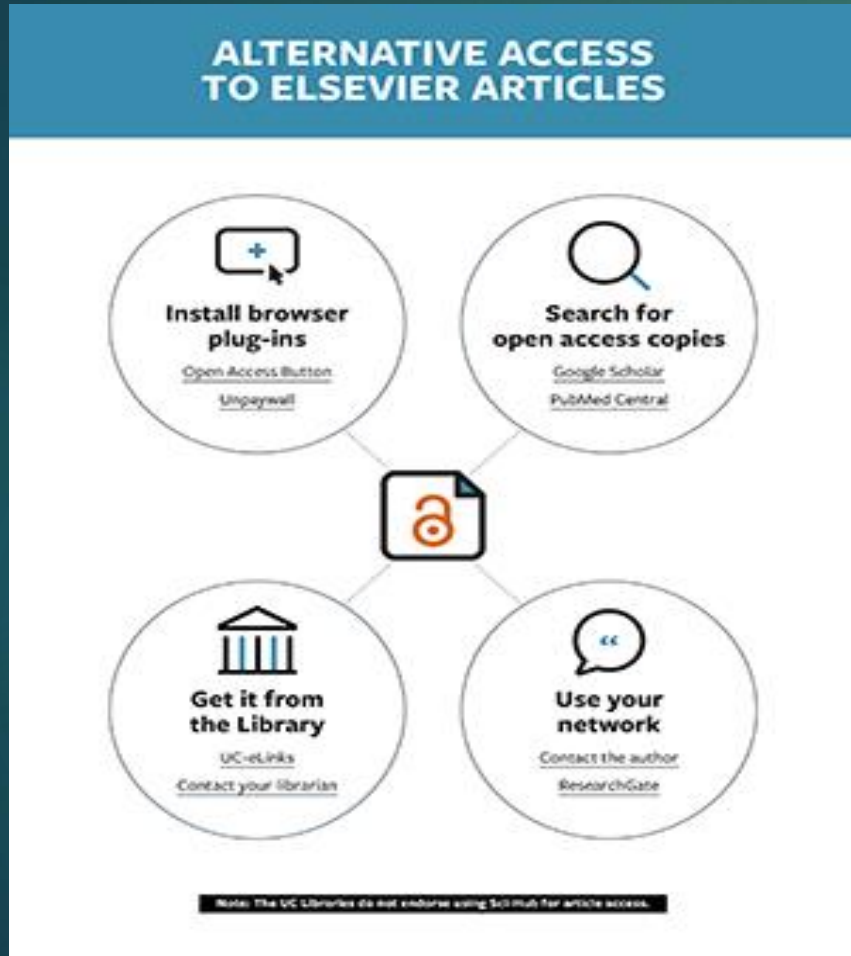 ALTERNATIVE ACCESS
TO ELSEVIER ARTICLES
Install browser
plug-ins
Open Access Button
Unpaywall
Search for
open access copies
Google Scholar
PubMed Central
Get it from
the Library
UC-eLinks
Contact your librarian
Use your
network
Contact the author
ResearchGate
Note: The UC Libraries do not endorse using Sci-Hub for article access.